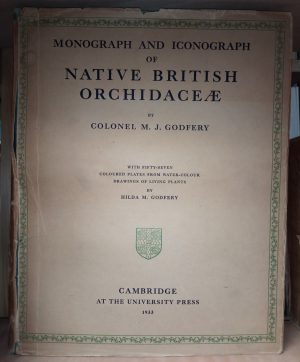 MONOGRAPH AND ICONOGRAPH
OF
NATIVE BRITISH
ORCHIDACEÆ
BY
COLONEL M. J. GODFERY
WITH FIFTY-SEVEN
COLOURED PLATES FROM WATER-COLOUR
DRAWINGS OF LIVING PLANTS
BY
HILDA M. GODFERY
CAMBRIDGE
AT THE UNIVERSITY PRESS
1933